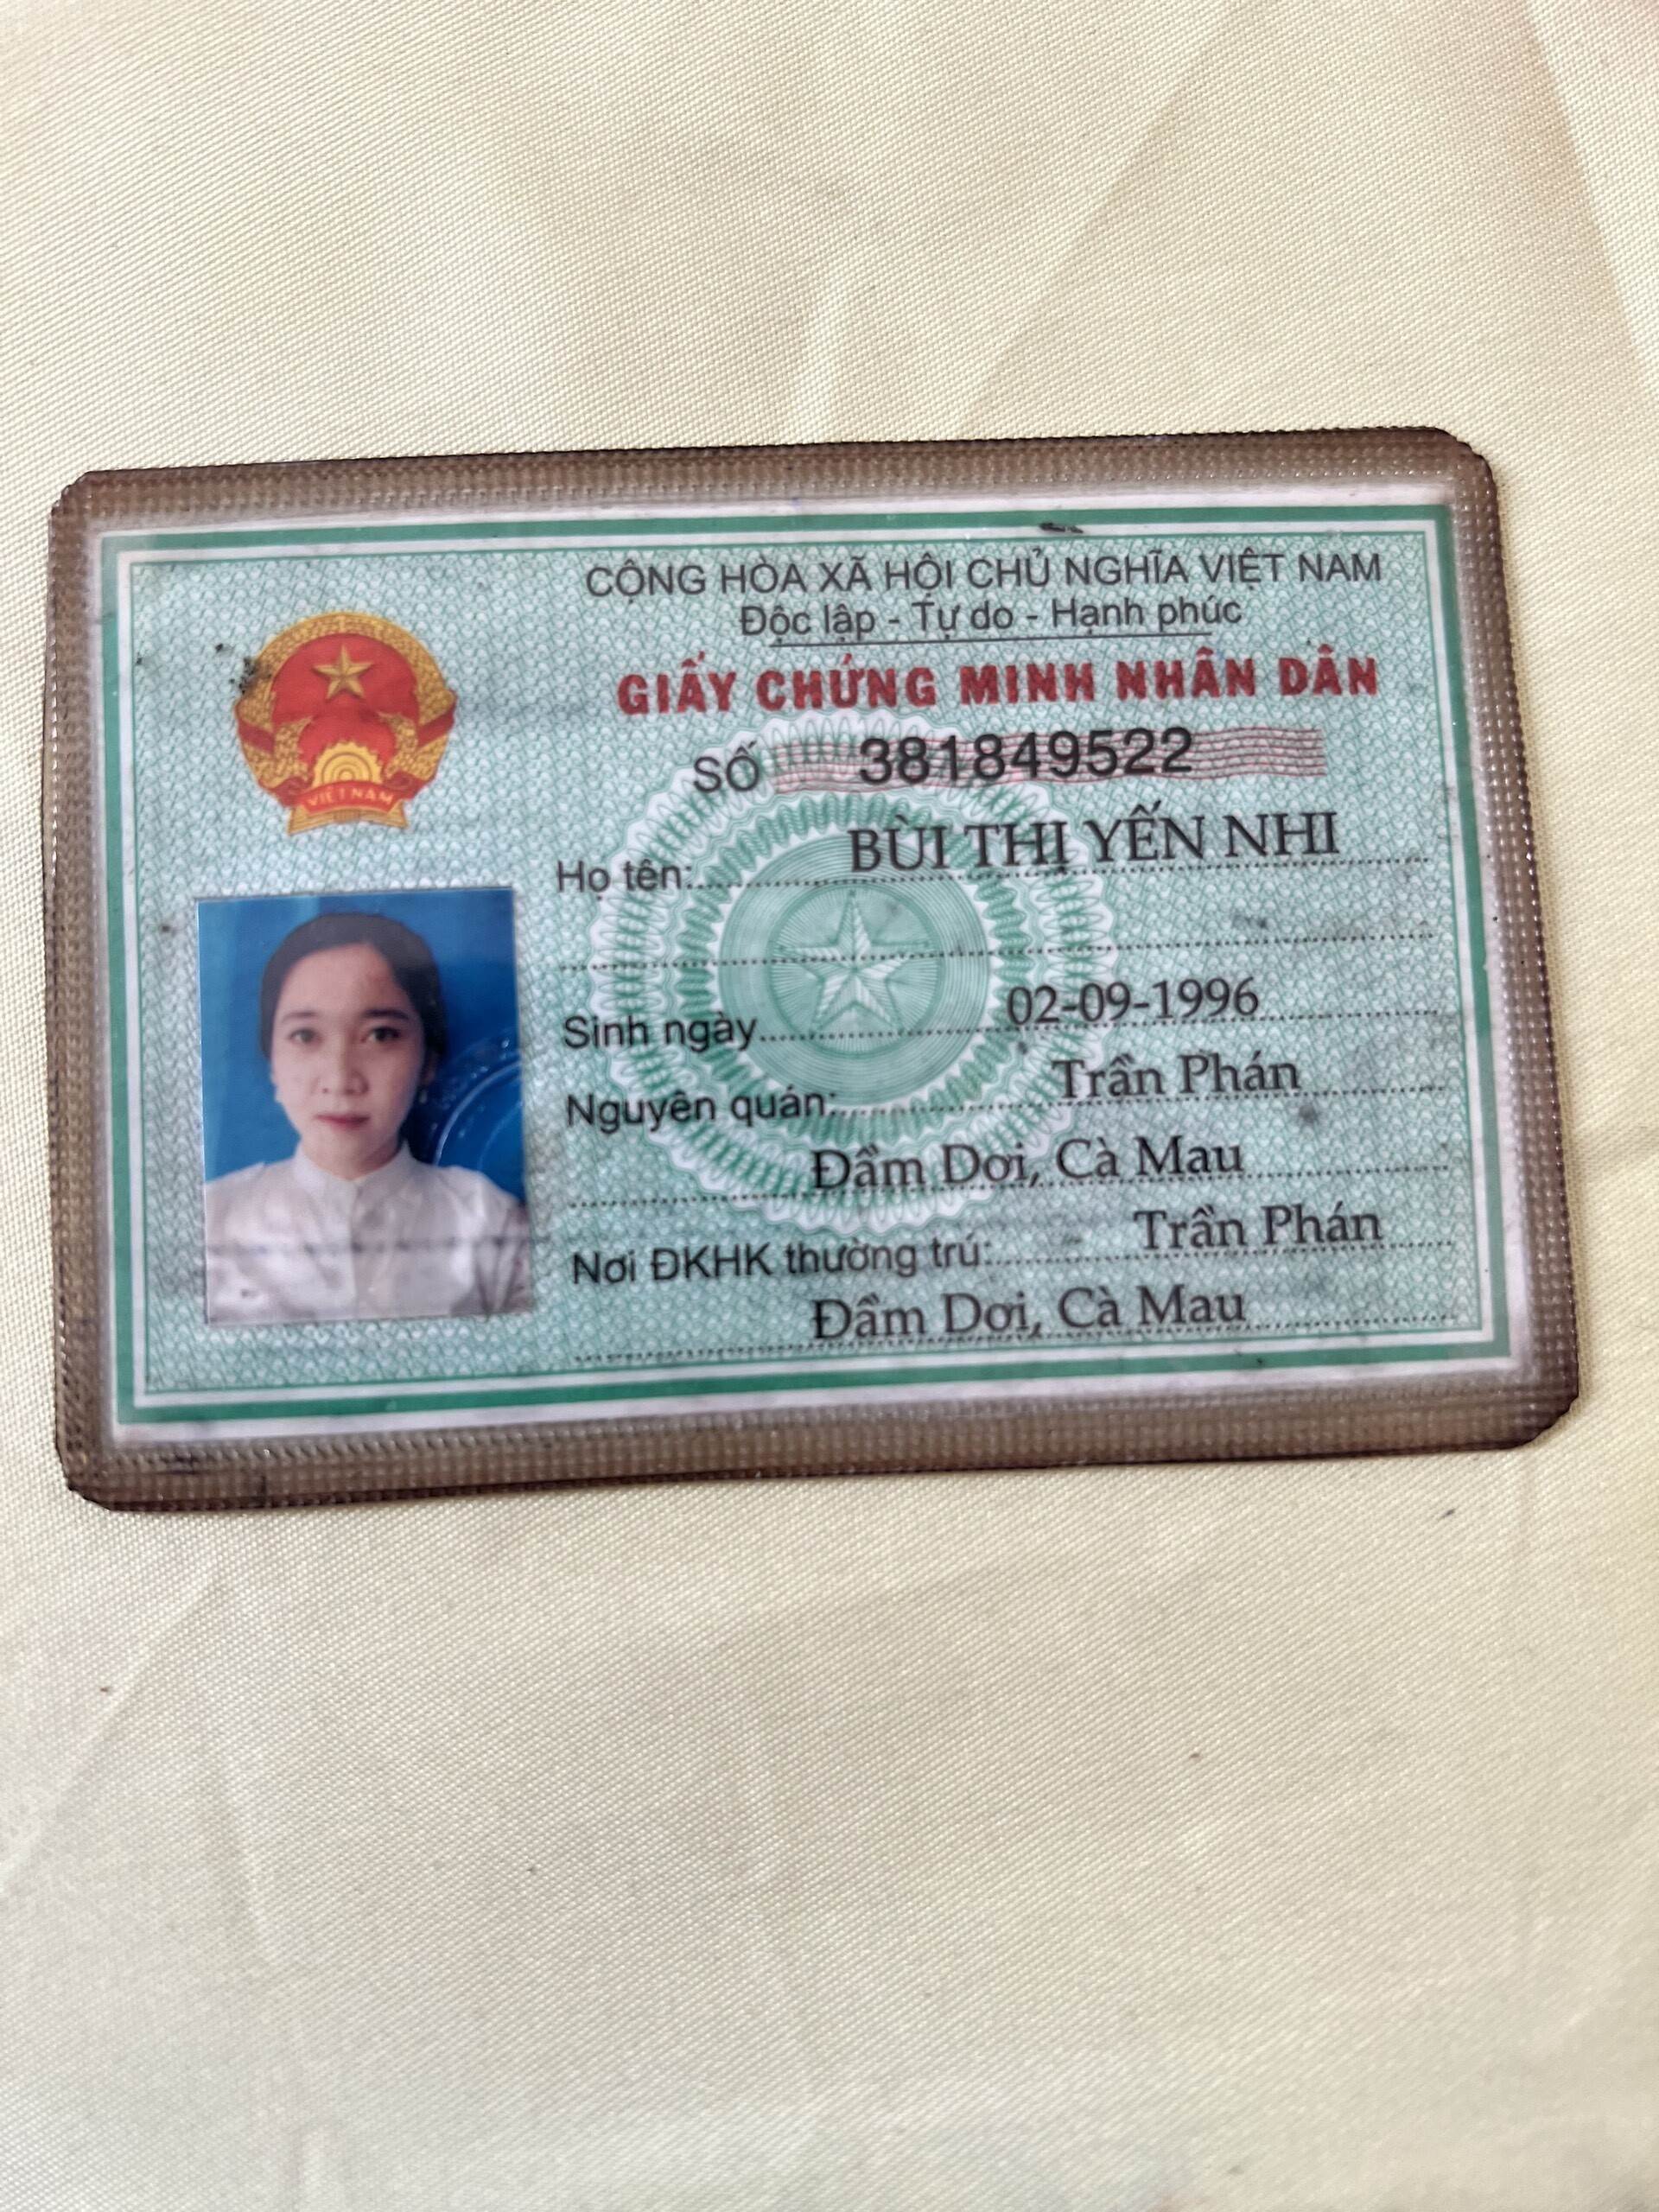 CỘNG HÒA XÃ HỘI CHỦ NGHĨA VIỆT NAM
Độc lập - Tự do - Hạnh phúc
GIẤY CHỨNG MINH NHÂN DÂN
SỐ 381849522
Họ tên: BÙI THỊ YẾN NHI
Sinh ngày 02-09-1996
Nguyên quán: Trần Phán
Đầm Dơi, Cà Mau
Nơi ĐKHK thường trú: Trần Phán
Đầm Dơi, Cà Mau
VIỆT NAM